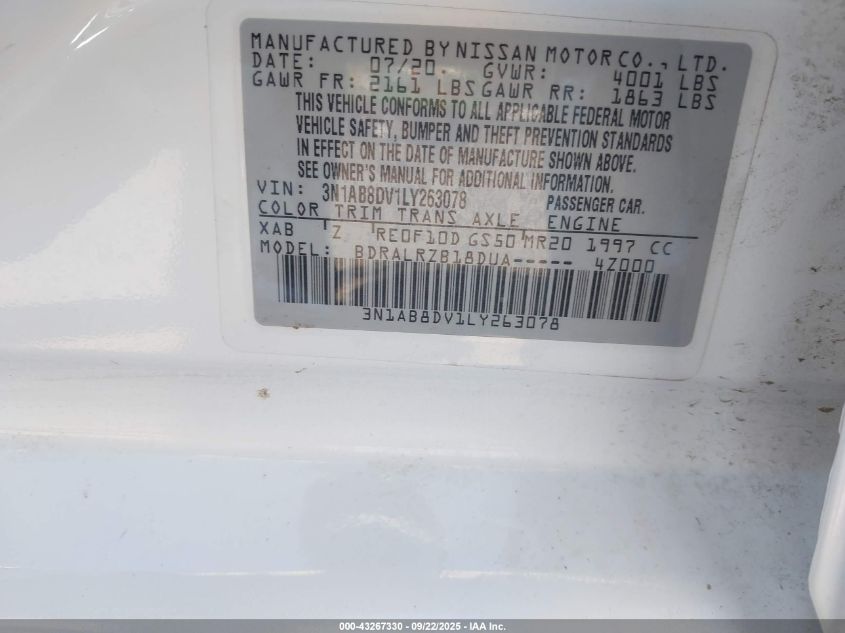 MANUFACTURED BY NISSAN MOTOR CO., LTD.
DATE: 07/20. GVWR: 4001 LBS
GAWR FR: 2161 LBS GAWR RR: 1863 LBS
THIS VEHICLE CONFORMS TO ALL APPLICABLE FEDERAL MOTOR
VEHICLE SAFETY, BUMPER AND THEFT PREVENTION STANDARDS
IN EFFECT ON THE DATE OF MANUFACTURE SHOWN ABOVE.
SEE OWNER'S MANUAL FOR ADDITIONAL INFORMATION.
VIN: 3N1AB8DV1LY263078 PASSENGER CAR.
COLOR TRIM TRANS AXLE ENGINE
XAB Z RE0F10D GS50 MR20 1997 CC
MODEL: BDRALRZB18DUA----- 4Z000
3N1AB8DV1LY263078
000-43267330 - 09/22/2025 - IAA Inc.